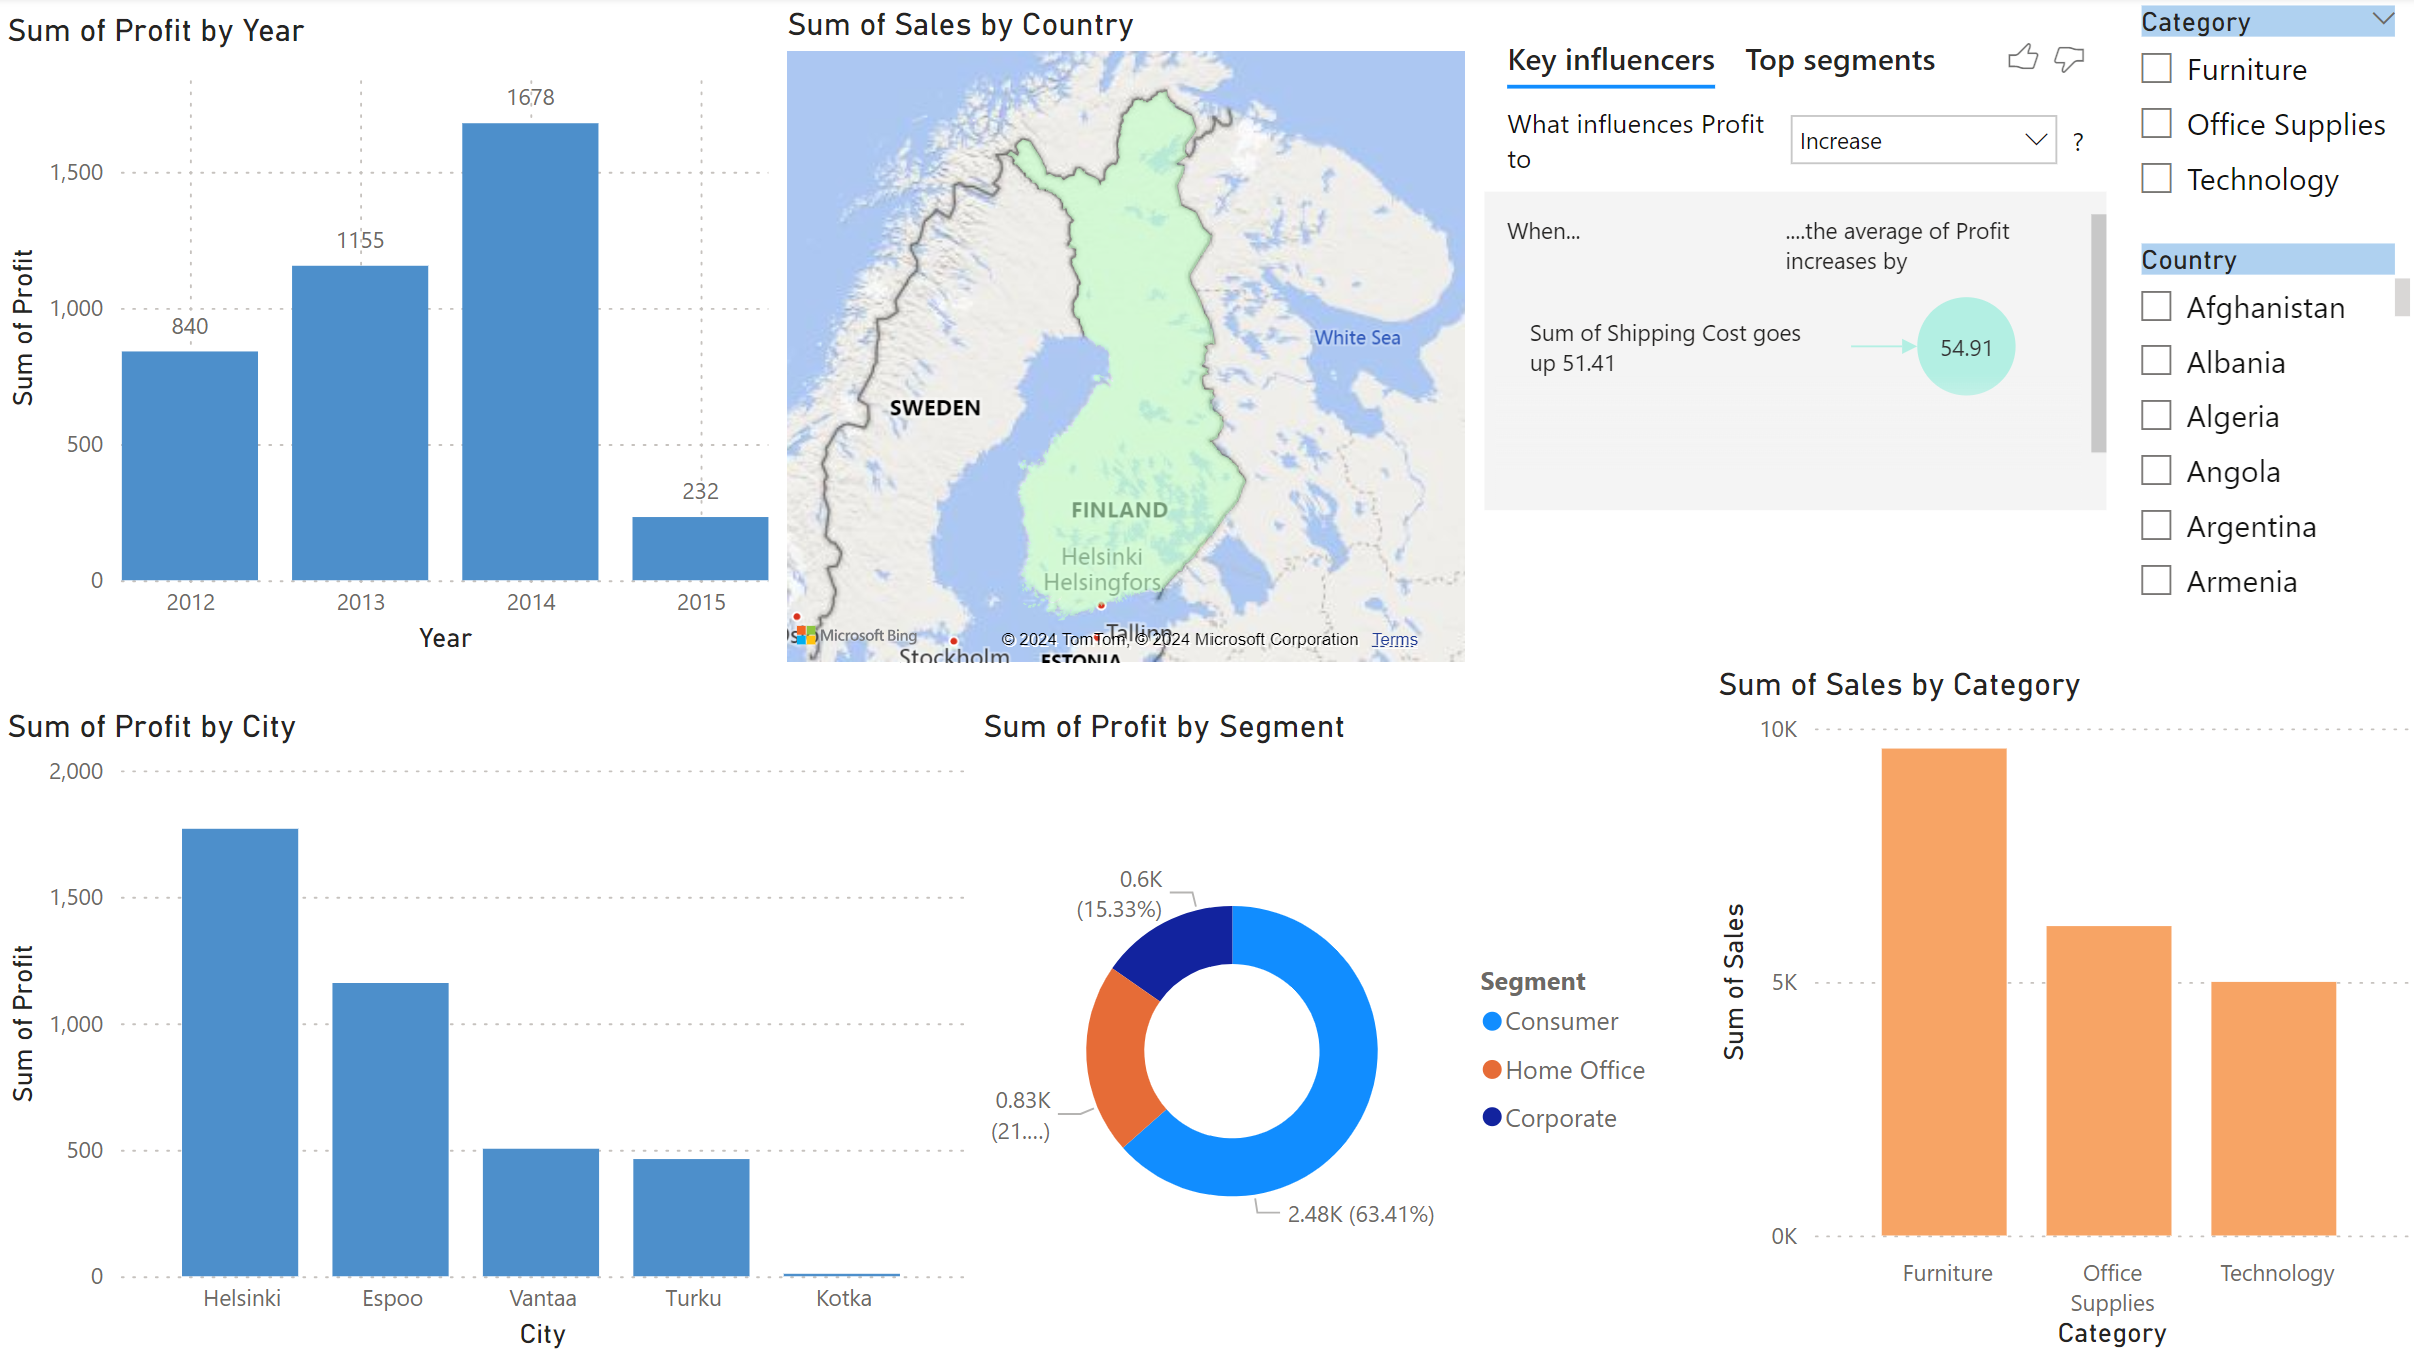 Sum of Profit by Year
1,500
1,000
500
0
Sum of Profit
840
1155
1678
232
2012
2013
2014
2015
Year
Sum of Sales by Country
White Sea
SWEDEN
FINLAND
Helsinki
Helsingfors
Tallinn
Microsoft Bing
© 2024 TomTom, © 2024 Microsoft Corporation Terms
Stockholm
ESTONIA
Key influencers
Top segments
What influences Profit
to
Increase
?
When...
....the average of Profit
increases by
Sum of Shipping Cost goes
up 51.41
54.91
Category
Furniture
Office Supplies
Technology
Country
Afghanistan
Albania
Algeria
Angola
Argentina
Armenia
Sum of Profit by City
2,000
1,500
1,000
500
0
Sum of Profit
Helsinki
Espoo
Vantaa
Turku
Kotka
City
Sum of Profit by Segment
0.6K
(15.33%)
0.83K
(21....)
2.48K (63.41%)
Segment
Consumer
Home Office
Corporate
Sum of Sales by Category
10K
5K
0K
Sum of Sales
Furniture
Office
Supplies
Technology
Category